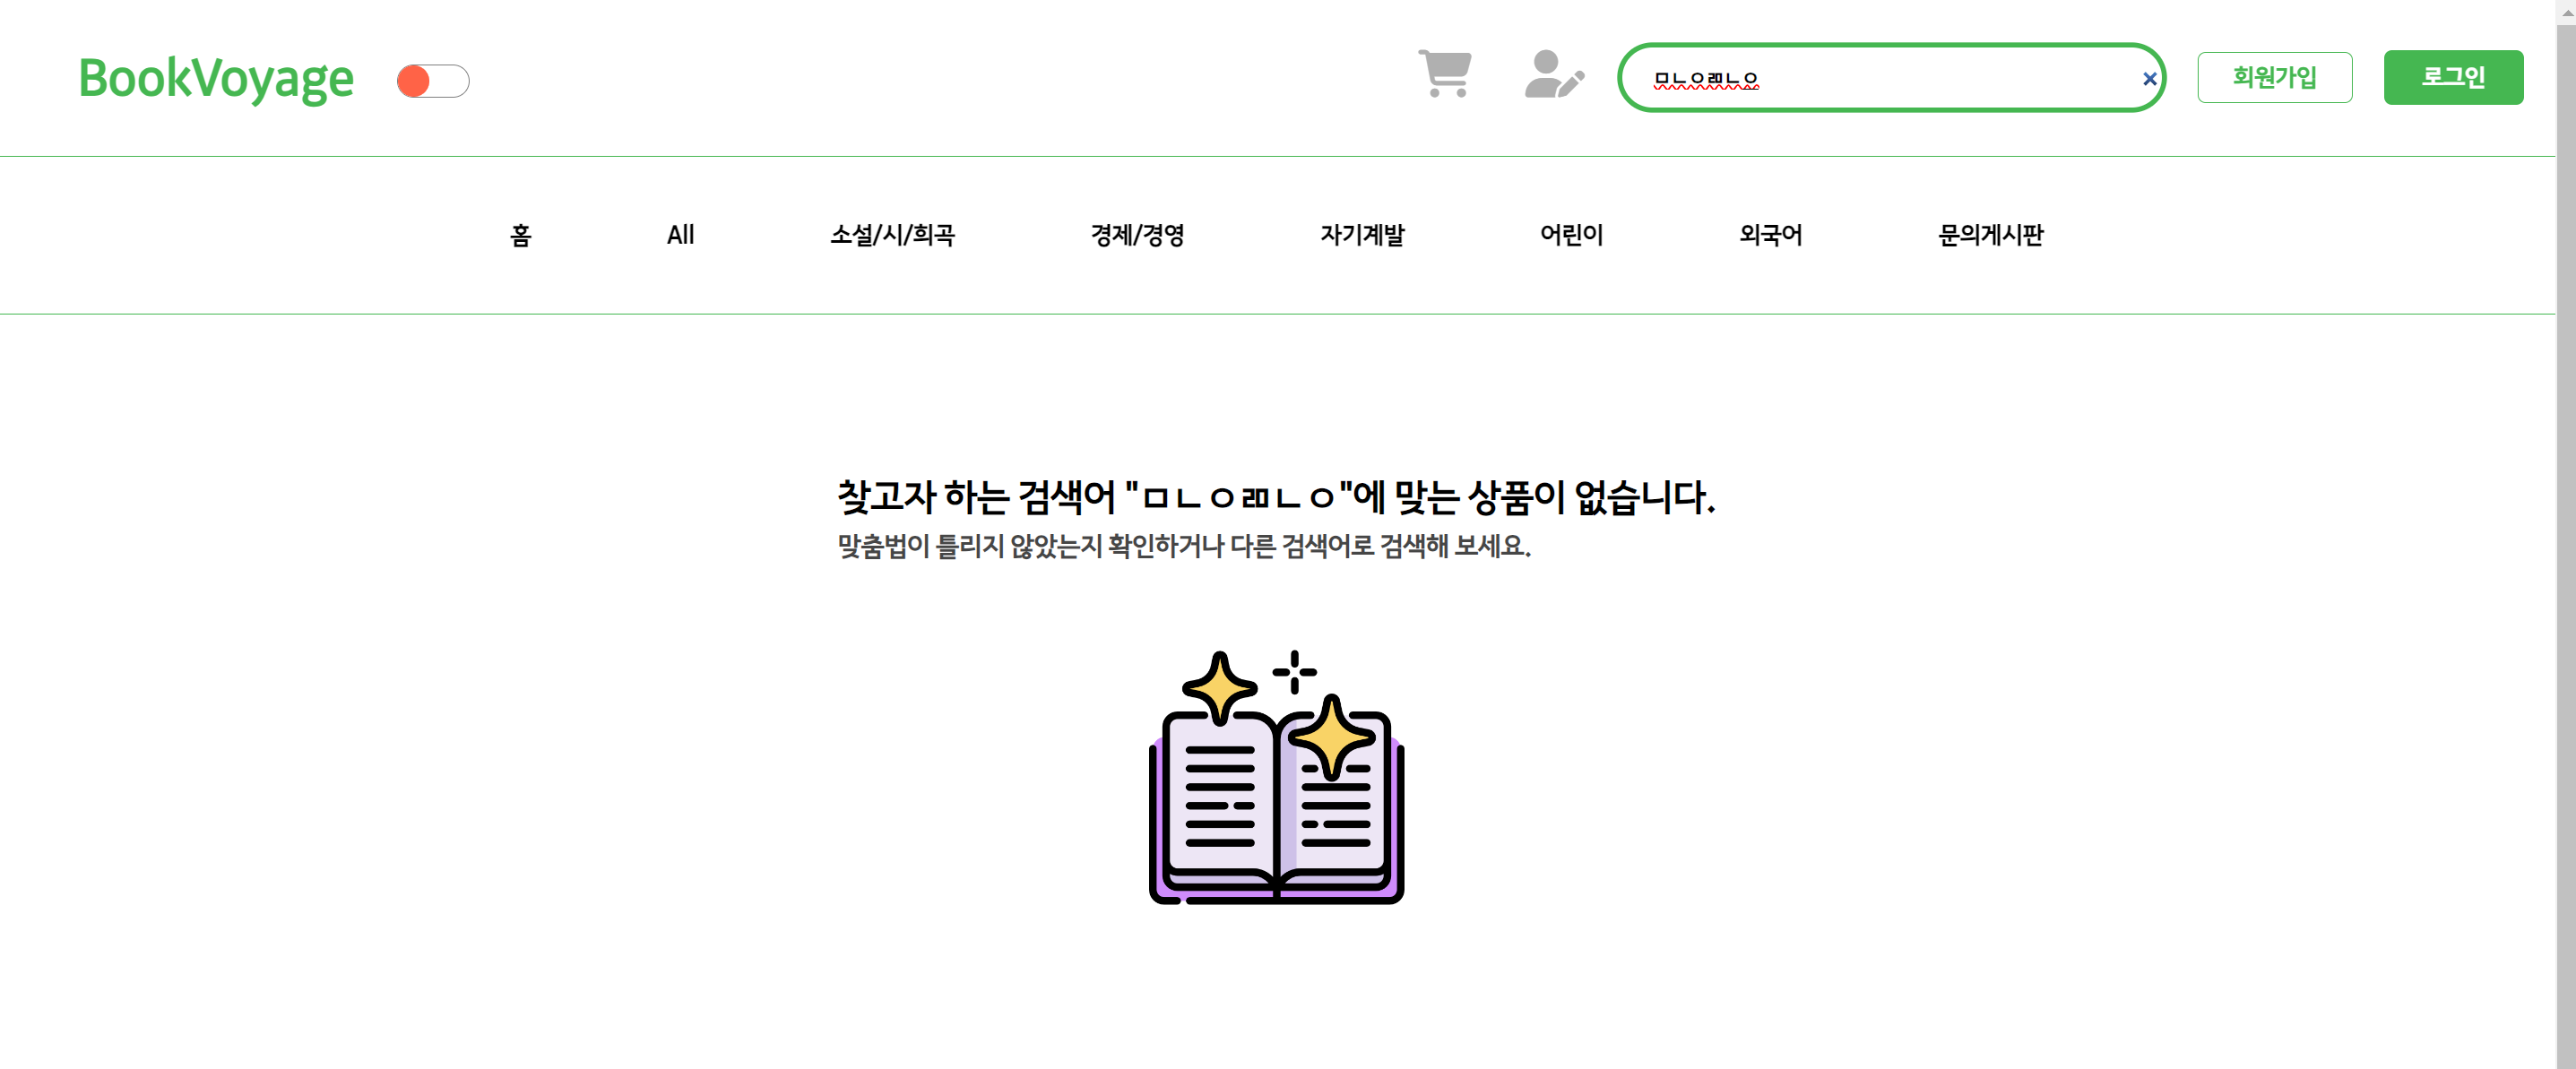 BookVoyage
ㅁㄴㅇㄻㄴㅇ
회원가입
로그인
홈 All 소설/시/희곡 경제/경영 자기계발 어린이 외국어 문의게시판
찾고자 하는 검색어 "ㅁㄴㅇㄻㄴㅇ"에 맞는 상품이 없습니다.
맞춤법이 틀리지 않았는지 확인하거나 다른 검색어로 검색해 보세요.